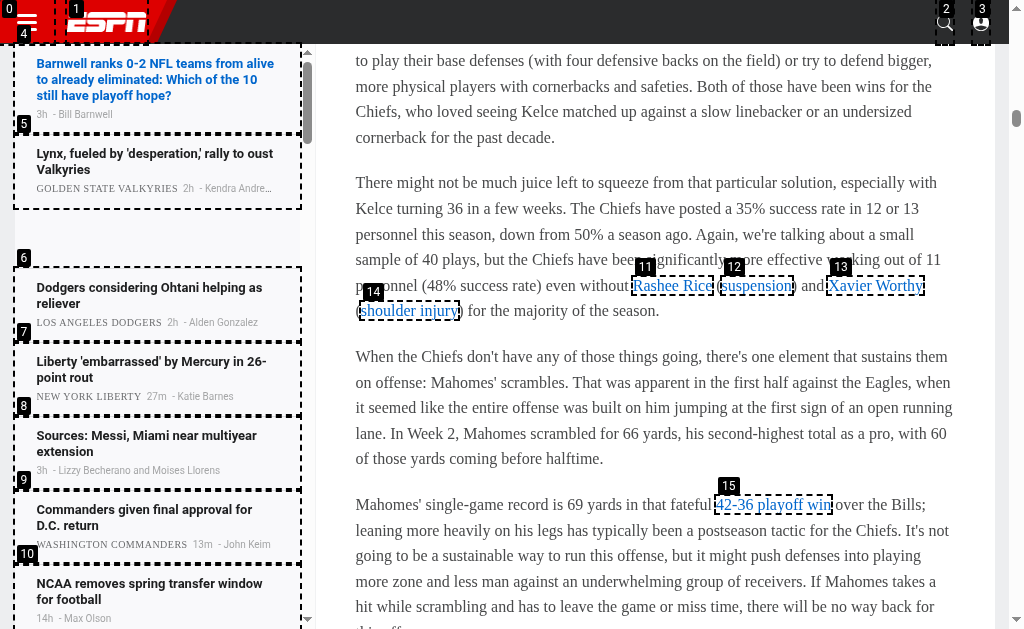 0
1
ESPN
2
3
4
Barnwell ranks 0-2 NFL teams from alive
to already eliminated: Which of the 10
still have playoff hope?
3h - Bill Barnwell
5
Lynx, fueled by 'desperation,' rally to oust
Valkyries
GOLDEN STATE VALKYRIES 2h - Kendra Andre...
6
Dodgers considering Ohtani helping as
reliever
LOS ANGELES DODGERS 2h - Alden Gonzalez
7
Liberty 'embarrassed' by Mercury in 26-
point rout
NEW YORK LIBERTY 27m - Katie Barnes
8
Sources: Messi, Miami near multiyear
extension
3h - Lizzy Becherano and Moises Llorens
9
Commanders given final approval for
D.C. return
WASHINGTON COMMANDERS 13m - John Keim
10
NCAA removes spring transfer window
for football
14h - Max Olson
to play their base defenses (with four defensive backs on the field) or try to defend bigger,
more physical players with cornerbacks and safeties. Both of those have been wins for the
Chiefs, who loved seeing Kelce matched up against a slow linebacker or an undersized
cornerback for the past decade.
There might not be much juice left to squeeze from that particular solution, especially with
Kelce turning 36 in a few weeks. The Chiefs have posted a 35% success rate in 12 or 13
personnel this season, down from 50% a season ago. Again, we're talking about a small
sample of 40 plays, but the Chiefs have been significantly more effective working out of 11
11
12
13
personnel (48% success rate) even without Rashee Rice (suspension) and Xavier Worthy
14
(shoulder injury) for the majority of the season.
When the Chiefs don't have any of those things going, there's one element that sustains them
on offense: Mahomes' scrambles. That was apparent in the first half against the Eagles, when
it seemed like the entire offense was built on him jumping at the first sign of an open running
lane. In Week 2, Mahomes scrambled for 66 yards, his second-highest total as a pro, with 60
of those yards coming before halftime.
15
Mahomes' single-game record is 69 yards in that fateful 42-36 playoff win over the Bills;
leaning more heavily on his legs has typically been a postseason tactic for the Chiefs. It's not
going to be a sustainable way to run this offense, but it might push defenses into playing
more zone and less man against an underwhelming group of receivers. If Mahomes takes a
hit while scrambling and has to leave the game or miss time, there will be no way back for